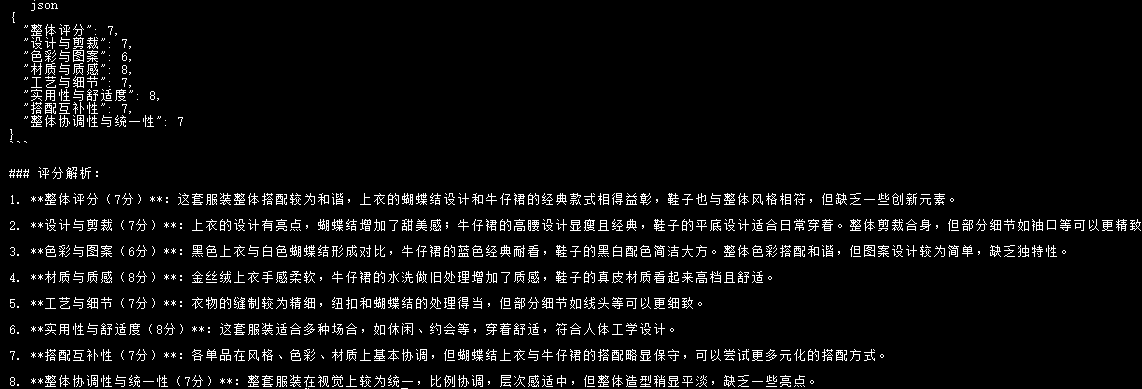 json
{
  "整体评分": 7,
  "设计与剪裁": 7,
  "色彩与图案": 6,
  "材质与质感": 8,
  "工艺与细节": 7,
  "实用性与舒适度": 8,
  "搭配互补性": 7,
  "整体协调性与统一性": 7
}
```
### 评分解析：
1. **整体评分（7分）**：这套服装整体搭配较为和谐，上衣的蝴蝶结设计和牛仔裙的经典款式相得益彰，鞋子也与整体风格相符，但缺乏一些创新元素。
2. **设计与剪裁（7分）**：上衣的设计有亮点，蝴蝶结增加了甜美感；牛仔裙的高腰设计显瘦且经典，鞋子的平底设计适合日常穿着。整体剪裁合身，但部分细节如袖口等可以更精致
3. **色彩与图案（6分）**：黑色上衣与白色蝴蝶结形成对比，牛仔裙的蓝色经典耐看，鞋子的黑白配色简洁大方。整体色彩搭配和谐，但图案设计较为简单，缺乏独特性。
4. **材质与质感（8分）**：金丝绒上衣手感柔软，牛仔裙的水洗做旧处理增加了质感，鞋子的真皮材质看起来高档且舒适。
5. **工艺与细节（7分）**：衣物的缝制较为精细，纽扣和蝴蝶结的处理得当，但部分细节如线头等可以更细致。
6. **实用性与舒适度（8分）**：这套服装适合多种场合，如休闲、约会等，穿着舒适，符合人体工学设计。
7. **搭配互补性（7分）**：各单品在风格、色彩、材质上基本协调，但蝴蝶结上衣与牛仔裙的搭配略显保守，可以尝试更多元化的搭配方式。
8. **整体协调性与统一性（7分）**：整套服装在视觉上较为统一，比例协调，层次感适中，但整体造型稍显平淡，缺乏一些亮点。